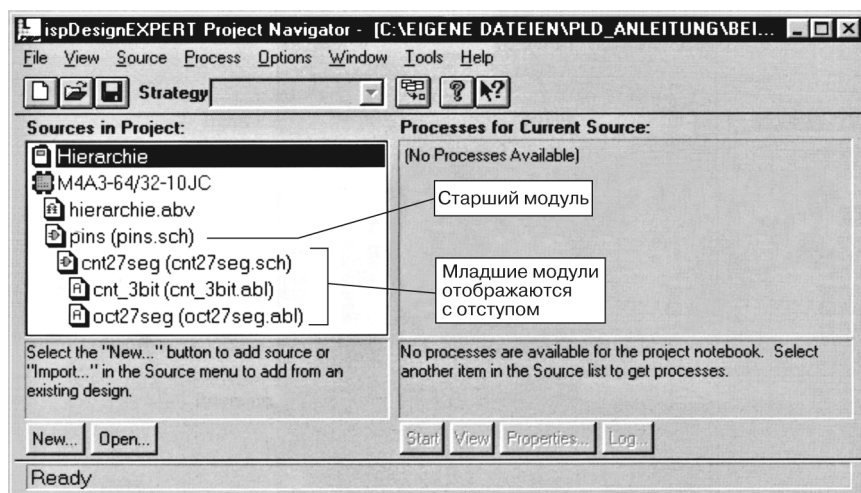 ispDesignEXPERT Project Navigator - [C:\EIGENE DATEIEN\PLD_ANLEITUNG\BEI...
File View Source Process Options Window Tools Help
Strategy
Sources in Project:
Hierarchie
M4A3-64/32-10JC
hierarchie.abv
pins (pins.sch)
cnt27seg (cnt27seg.sch)
cnt_3bit (cnt_3bit.abl)
oct27seg (oct27seg.abl)
Processes for Current Source:
(No Processes Available)
Старший модуль
Младшие модули
отображаются
с отступом
Select the "New..." button to add source or
"Import..." in the Source menu to add from an
existing design.
No processes are available for the project notebook. Select
another item in the Source list to get processes.
New... Open...
Start View Properties... Log...
Ready